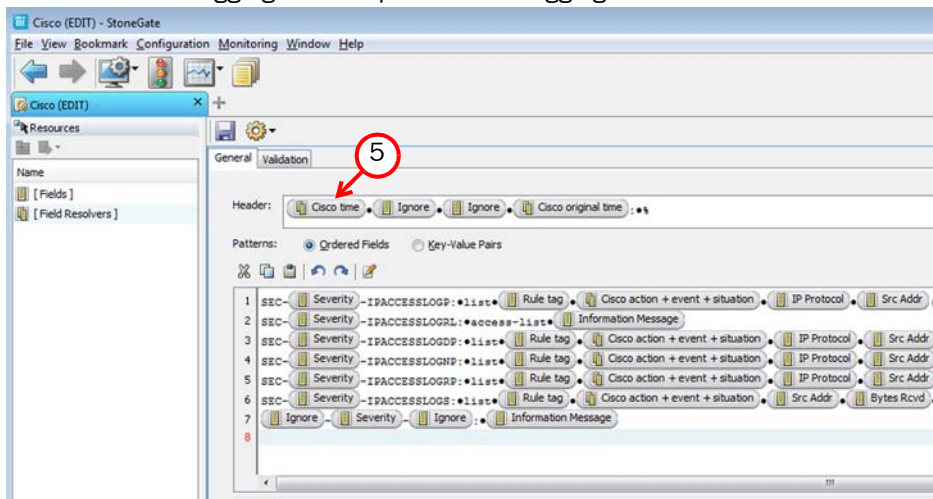 Cisco (EDIT) - StoneGate
File View Bookmark Configuration Monitoring Window Help
Cisco (EDIT)
Resources
Name
[ Fields ]
[ Field Resolvers ]
General Validation
5
Header: Cisco time • Ignore • Ignore • Cisco original time :•%
Patterns: Ordered Fields Key-Value Pairs
1 SEC- Severity -IPACCESSLOGP:•list• Rule tag • Cisco action + event + situation • IP Protocol • Src Addr
2 SEC- Severity -IPACCESSLOGRL:•access-list• Information Message
3 SEC- Severity -IPACCESSLOGDP:•list• Rule tag • Cisco action + event + situation • IP Protocol • Src Addr
4 SEC- Severity -IPACCESSLOGNP:•list• Rule tag • Cisco action + event + situation • IP Protocol • Src Addr
5 SEC- Severity -IPACCESSLOGRP:•list• Rule tag • Cisco action + event + situation • IP Protocol • Src Addr
6 SEC- Severity -IPACCESSLOGS:•list• Rule tag • Cisco action + event + situation • Src Addr • Bytes Rcvd
7 Ignore - Severity - Ignore :• Information Message
8